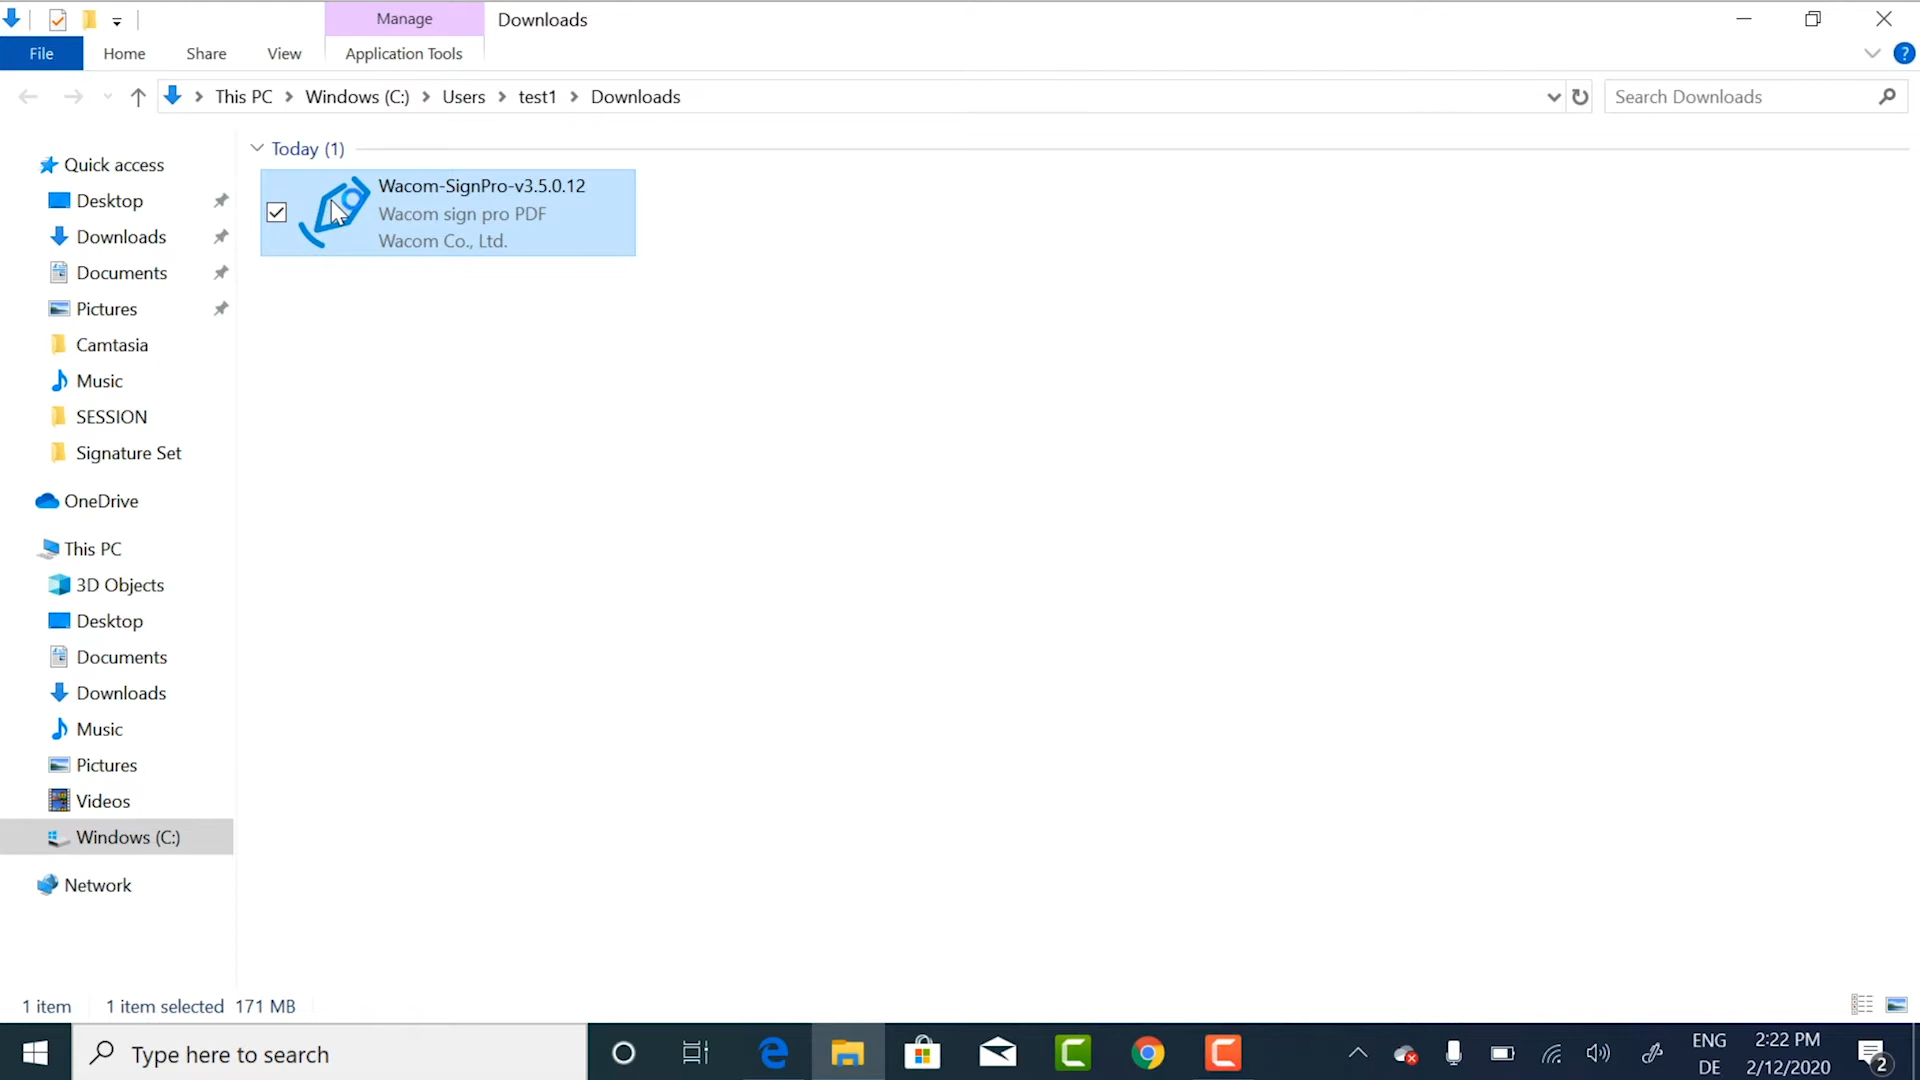 Manage
Downloads
File
Home
Share
View
Application Tools
?
This PC
Windows (C:)
Users
test1
Downloads
Search Downloads
Today (1)
Wacom-SignPro-v3.5.0.12
Wacom sign pro PDF
Wacom Co., Ltd.
Quick access
Desktop
Downloads
Documents
Pictures
Camtasia
Music
SESSION
Signature Set
OneDrive
This PC
3D Objects
Desktop
Documents
Downloads
Music
Pictures
Videos
Windows (C:)
Network
1 item
1 item selected 171 MB
Type here to search
ENG
DE
2:22 PM
2/12/2020
2